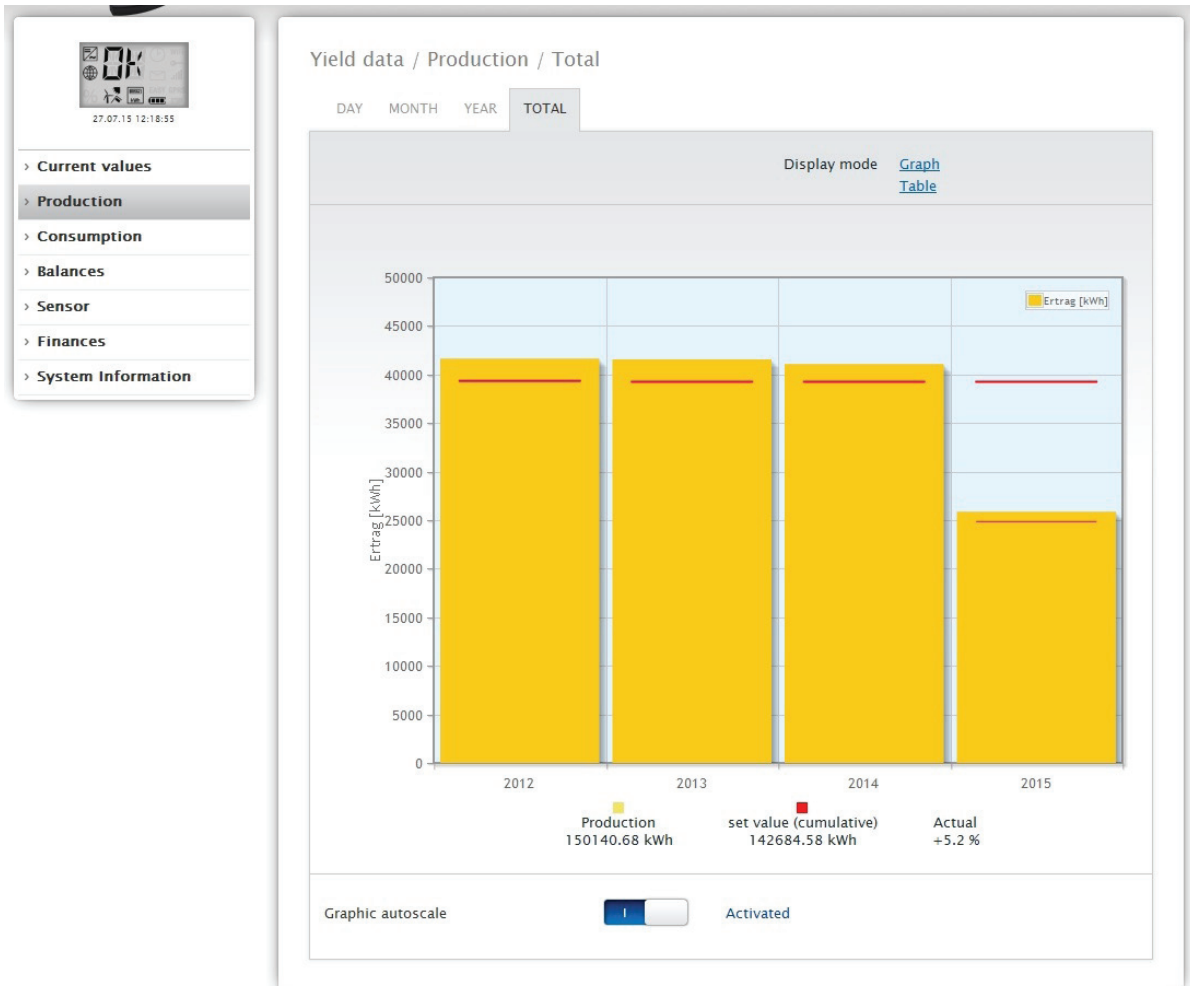 OK
27.07.15 12:18:55
› Current values
› Production
› Consumption
› Balances
› Sensor
› Finances
› System Information
Yield data / Production / Total
DAY MONTH YEAR TOTAL
Display mode Graph
Table
50000
45000
40000
35000
30000
25000
20000
15000
10000
5000
0
Ertrag [kWh]
Ertrag [kWh]
2012 2013 2014 2015
Production set value (cumulative) Actual
150140.68 kWh 142684.58 kWh +5.2 %
Graphic autoscale I Activated